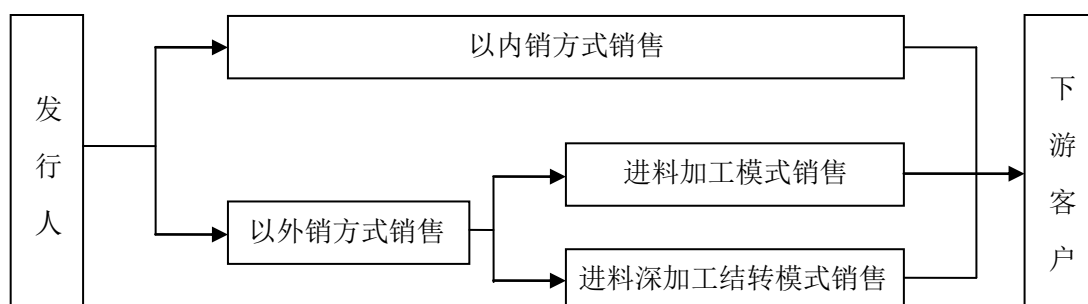 发行人
以内销方式销售
以外销方式销售
进料加工模式销售
进料深加工结转模式销售
下游客户